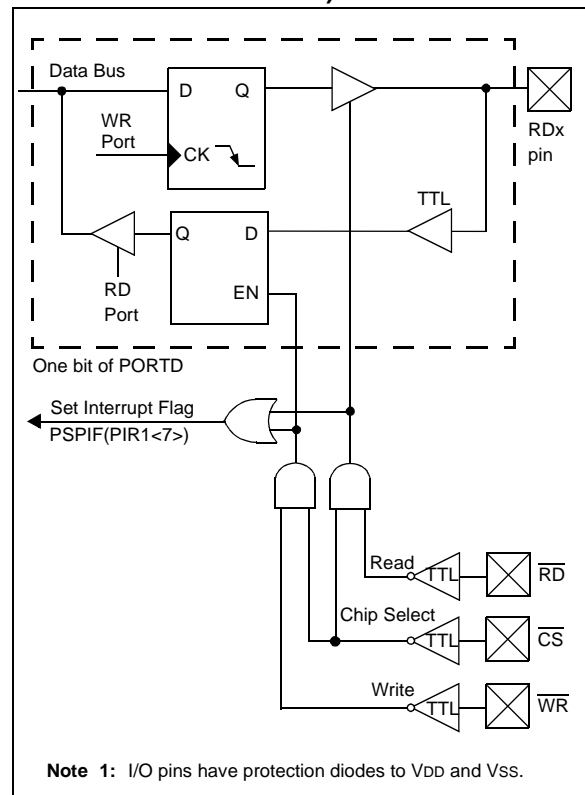 )
Data Bus
D Q
WR
Port
CK
RDx
pin
TTL
Q D
EN
RD
Port
One bit of PORTD
Set Interrupt Flag
PSPIF(PIR1<7>)
Read
TTL
RD
Chip Select
TTL
CS
Write
TTL
WR
Note 1: I/O pins have protection diodes to VDD and VSS.